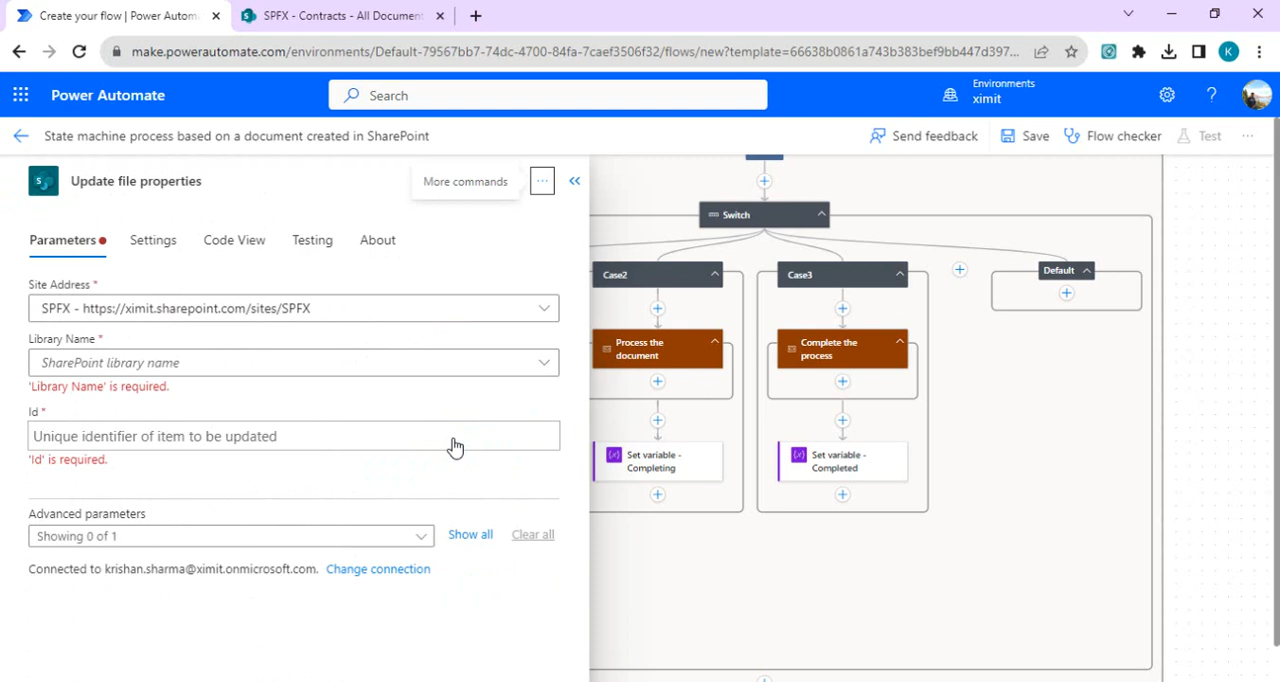 Create your flow | Power Autom
SPFX - Contracts - All Document
make.powerautomate.com/environments/Default-79567bb7-74dc-4700-84fa-7caef3506f32/flows/new?template=66638b0861a743b383bef9bb447d397...
K
Power Automate
Search
Environments
ximit
State machine process based on a document created in SharePoint
Send feedback
Save
Flow checker
Test
Update file properties
More commands
Parameters
Settings
Code View
Testing
About
Site Address *
SPFX - https://ximit.sharepoint.com/sites/SPFX
Library Name *
SharePoint library name
'Library Name' is required.
Id *
Unique identifier of item to be updated
'Id' is required.
Advanced parameters
Showing 0 of 1
Show all
Clear all
Connected to krishan.sharma@ximit.onmicrosoft.com. Change connection
Switch
Case2
Case3
Default
Process the
document
Complete the
process
Set variable -
Completing
Set variable -
Completed